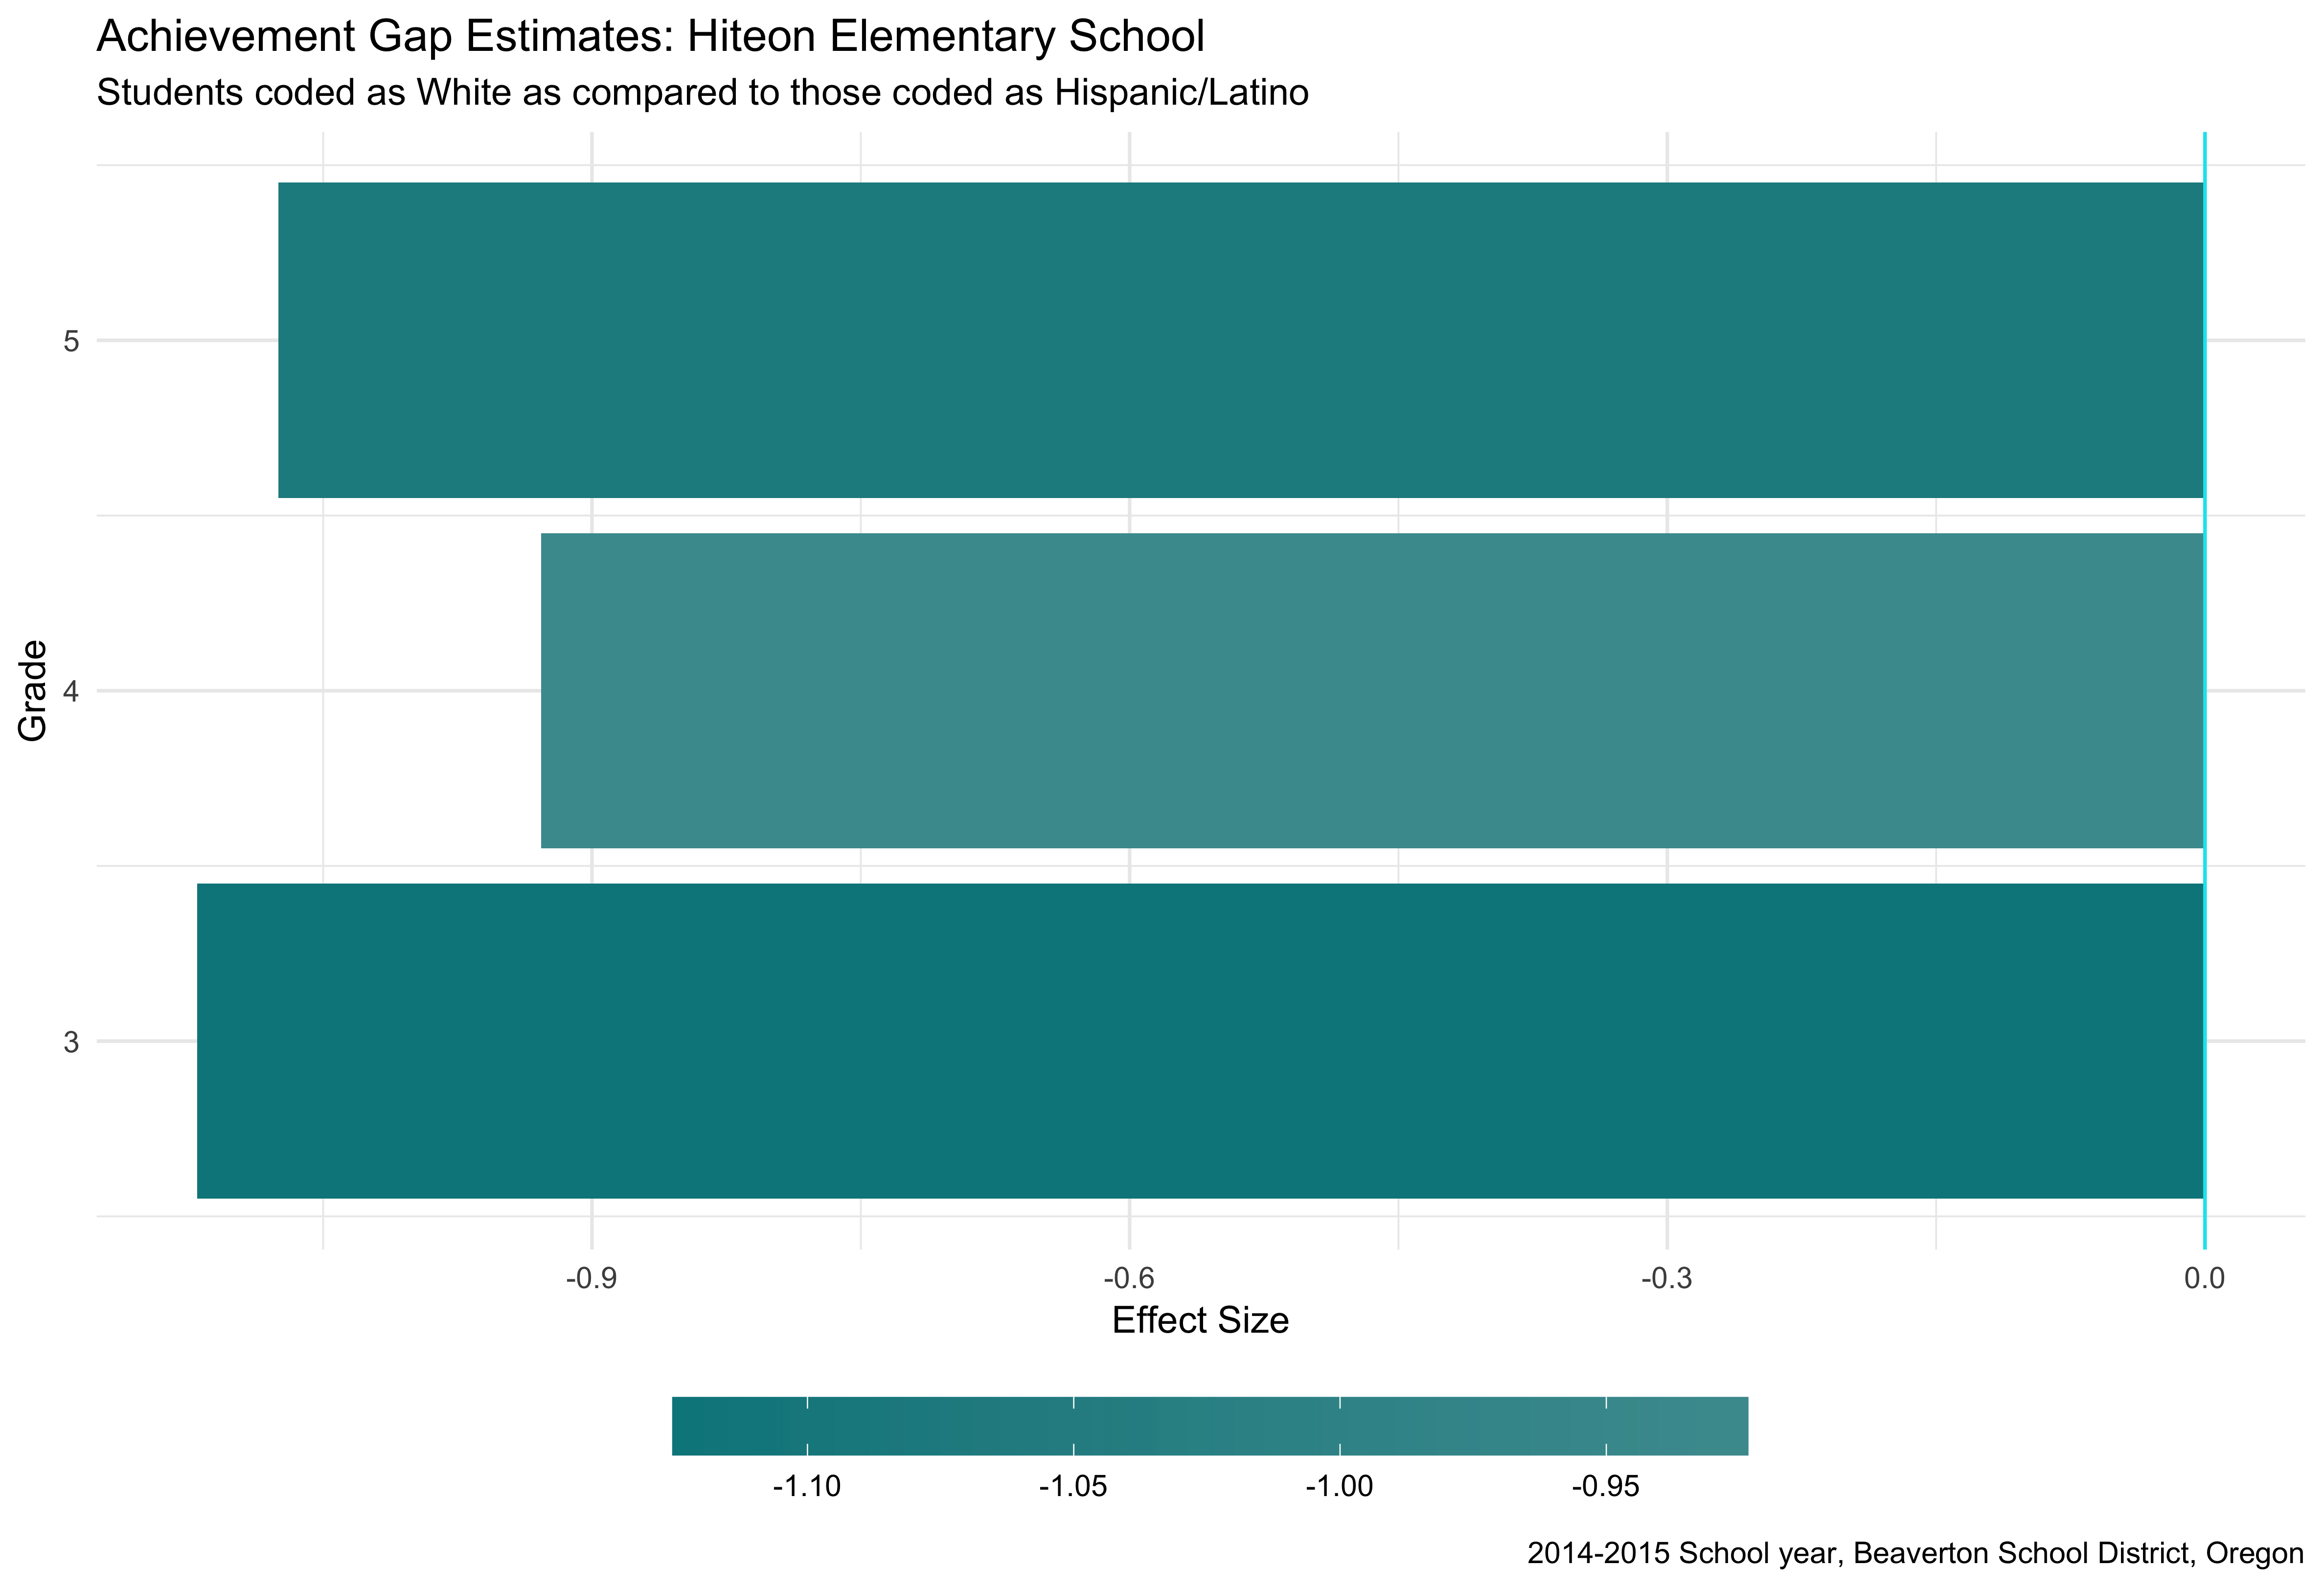 Achievement Gap Estimates: Hiteon Elementary School
Students coded as White as compared to those coded as Hispanic/Latino
5
4
3
Grade
-0.9 -0.6 -0.3 0.0
Effect Size
-1.10 -1.05 -1.00 -0.95
2014-2015 School year, Beaverton School District, Oregon